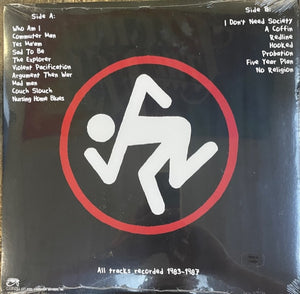 Side A:
Who Am I
Commuter Man
Yes Ma'am
Sad To Be
The Explorer
Violent Pacification
Argument Then War
Mad man
Couch Slouch
Nursing Home Blues
Side B:
I Don't Need Society
A Coffin
Redline
Hooked
Probation
Five Year Plan
No Religion
All tracks recorded 1983-1987